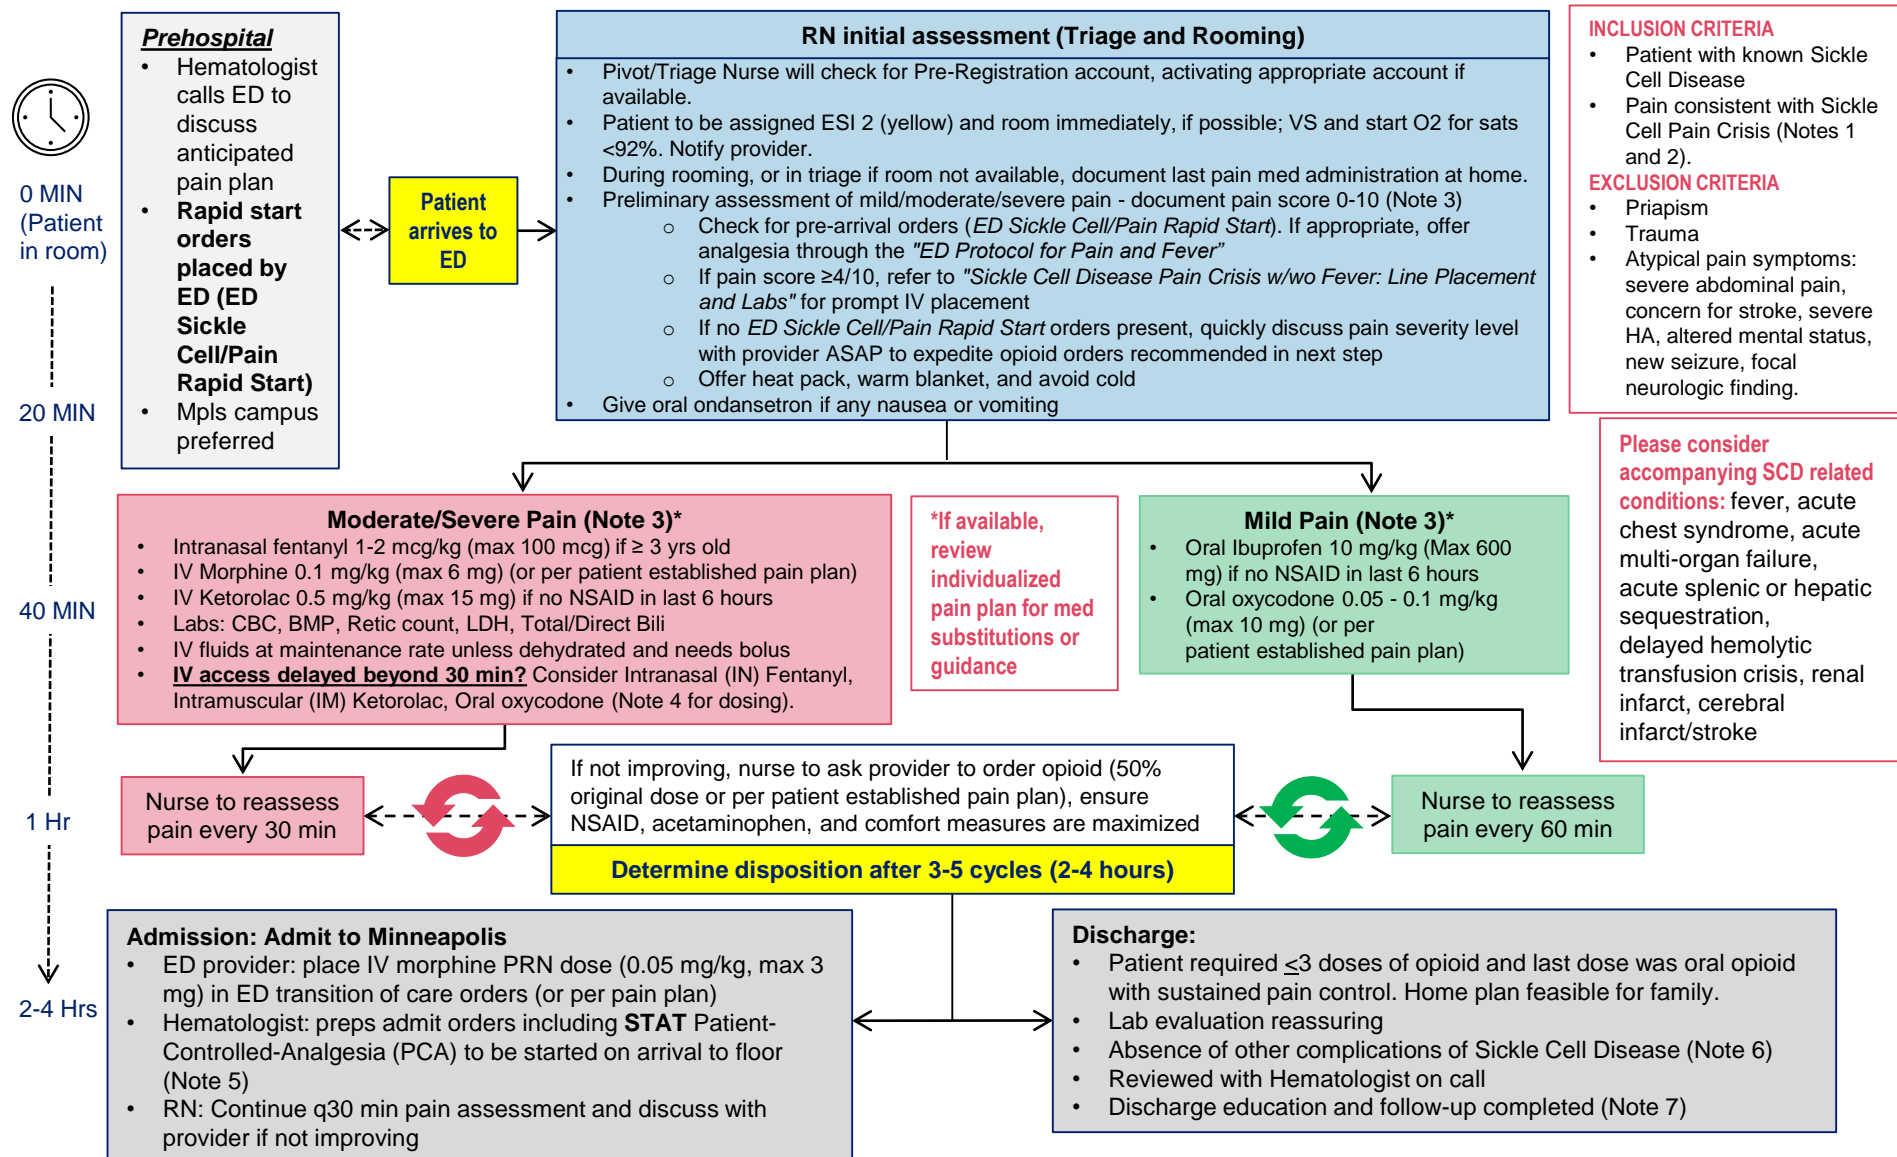 Prehospital
• Hematologist
calls ED to
discuss
anticipated
pain plan
• Rapid start
orders
placed by
ED (ED
Sickle
Cell/Pain
Rapid Start)
• Mpls campus
preferred
0 MIN
(Patient
in room)
20 MIN
40 MIN
1 Hr
2-4 Hrs
Patient
arrives to
ED
RN initial assessment (Triage and Rooming)
• Pivot/Triage Nurse will check for Pre-Registration account, activating appropriate account if
available.
• Patient to be assigned ESI 2 (yellow) and room immediately, if possible; VS and start O2 for sats
<92%. Notify provider.
• During rooming, or in triage if room not available, document last pain med administration at home.
• Preliminary assessment of mild/moderate/severe pain - document pain score 0-10 (Note 3)
o Check for pre-arrival orders (ED Sickle Cell/Pain Rapid Start). If appropriate, offer
analgesia through the "ED Protocol for Pain and Fever”
o If pain score ≥4/10, refer to "Sickle Cell Disease Pain Crisis w/wo Fever: Line Placement
and Labs" for prompt IV placement
o If no ED Sickle Cell/Pain Rapid Start orders present, quickly discuss pain severity level
with provider ASAP to expedite opioid orders recommended in next step
o Offer heat pack, warm blanket, and avoid cold
• Give oral ondansetron if any nausea or vomiting
INCLUSION CRITERIA
• Patient with known Sickle
Cell Disease
• Pain consistent with Sickle
Cell Pain Crisis (Notes 1
and 2).
EXCLUSION CRITERIA
• Priapism
• Trauma
• Atypical pain symptoms:
severe abdominal pain,
concern for stroke, severe
HA, altered mental status,
new seizure, focal
neurologic finding.
Please consider
accompanying SCD related
conditions: fever, acute
chest syndrome, acute
multi-organ failure,
acute splenic or hepatic
sequestration,
delayed hemolytic
transfusion crisis, renal
infarct, cerebral
infarct/stroke
Moderate/Severe Pain (Note 3)*
• Intranasal fentanyl 1-2 mcg/kg (max 100 mcg) if ≥ 3 yrs old
• IV Morphine 0.1 mg/kg (max 6 mg) (or per patient established pain plan)
• IV Ketorolac 0.5 mg/kg (max 15 mg) if no NSAID in last 6 hours
• Labs: CBC, BMP, Retic count, LDH, Total/Direct Bili
• IV fluids at maintenance rate unless dehydrated and needs bolus
• IV access delayed beyond 30 min? Consider Intranasal (IN) Fentanyl,
Intramuscular (IM) Ketorolac, Oral oxycodone (Note 4 for dosing).
*If available,
review
individualized
pain plan for med
substitutions or
guidance
Mild Pain (Note 3)*
• Oral Ibuprofen 10 mg/kg (Max 600
mg) if no NSAID in last 6 hours
• Oral oxycodone 0.05 - 0.1 mg/kg
(max 10 mg) (or per
patient established pain plan)
Nurse to reassess
pain every 30 min
If not improving, nurse to ask provider to order opioid (50%
original dose or per patient established pain plan), ensure
NSAID, acetaminophen, and comfort measures are maximized
Determine disposition after 3-5 cycles (2-4 hours)
Nurse to reassess
pain every 60 min
Admission: Admit to Minneapolis
• ED provider: place IV morphine PRN dose (0.05 mg/kg, max 3
mg) in ED transition of care orders (or per pain plan)
• Hematologist: preps admit orders including STAT Patient-
Controlled-Analgesia (PCA) to be started on arrival to floor
(Note 5)
• RN: Continue q30 min pain assessment and discuss with
provider if not improving
Discharge:
• Patient required <3 doses of opioid and last dose was oral opioid
with sustained pain control. Home plan feasible for family.
• Lab evaluation reassuring
• Absence of other complications of Sickle Cell Disease (Note 6)
• Reviewed with Hematologist on call
• Discharge education and follow-up completed (Note 7)